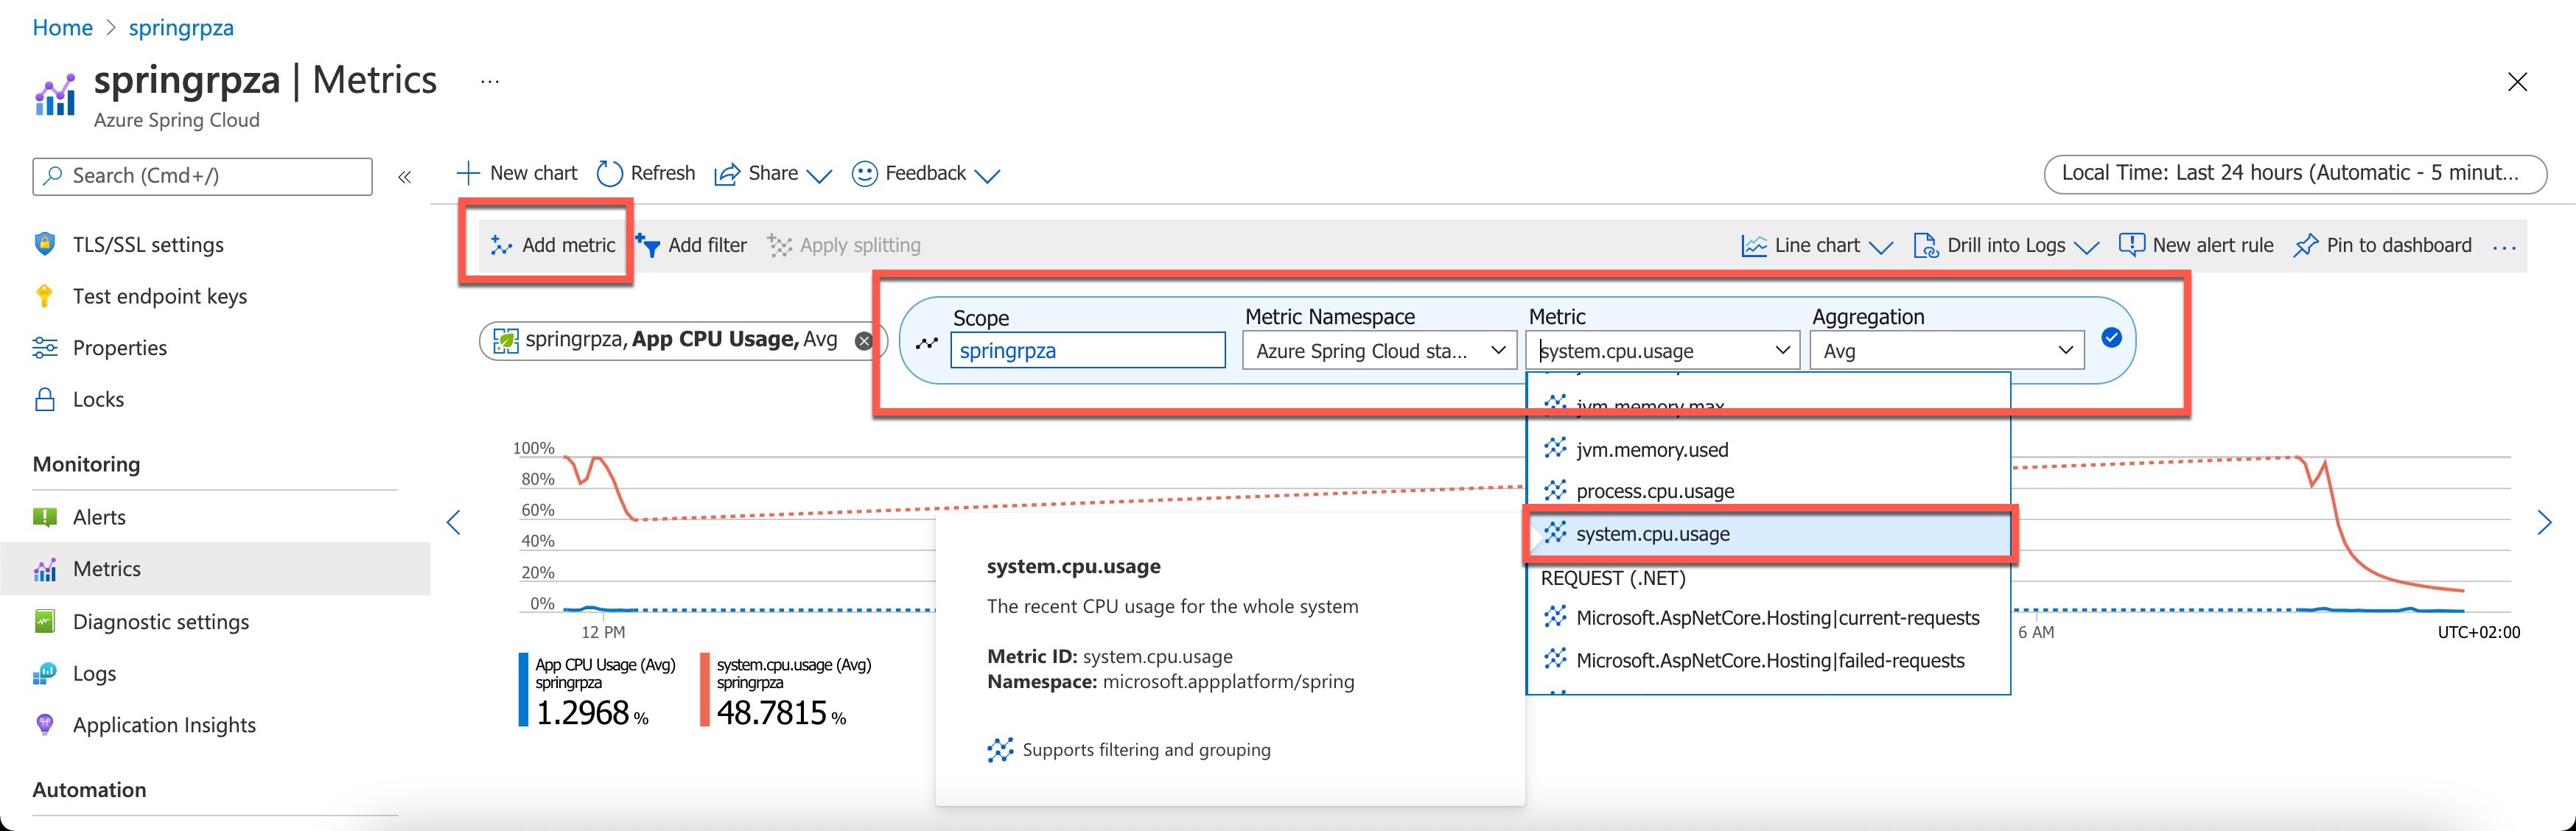 Home > springrpza
springrpza | Metrics ...
Azure Spring Cloud
Search (Cmd+/)
«
New chart Refresh Share Feedback
Local Time: Last 24 hours (Automatic - 5 minut...
TLS/SSL settings
Test endpoint keys
Properties
Locks
Monitoring
Alerts
Metrics
Diagnostic settings
Logs
Application Insights
Automation
Add metric Add filter Apply splitting
Line chart Drill into Logs New alert rule Pin to dashboard ...
springrpza, App CPU Usage, Avg
Scope Metric Namespace Metric Aggregation
springrpza Azure Spring Cloud sta... system.cpu.usage Avg
jvm.memory.max
jvm.memory.used
process.cpu.usage
system.cpu.usage
REQUEST (.NET)
Microsoft.AspNetCore.Hosting|current-requests
Microsoft.AspNetCore.Hosting|failed-requests
100%
80%
60%
40%
20%
0%
12 PM 6 AM UTC+02:00
App CPU Usage (Avg)
springrpza
1.2968 %
system.cpu.usage (Avg)
springrpza
48.7815 %
system.cpu.usage
The recent CPU usage for the whole system
Metric ID: system.cpu.usage
Namespace: microsoft.appplatform/spring
Supports filtering and grouping